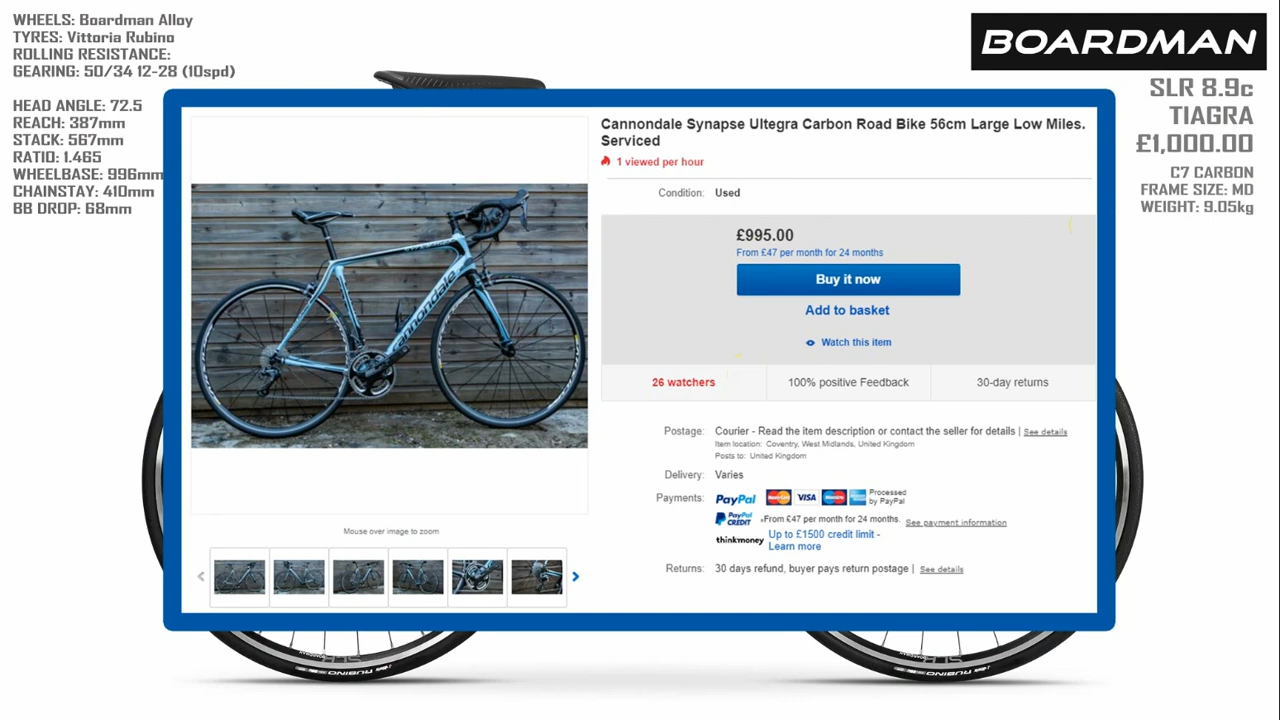 WHEELS: Boardman Alloy
TYRES: Vittoria Rubino
ROLLING RESISTANCE:
GEARING: 50/34 12-28 (10spd)
HEAD ANGLE: 72.5
REACH: 387mm
STACK: 567mm
RATIO: 1.465
WHEELBASE: 996mm
CHAINSTAY: 410mm
BB DROP: 68mm
BOARDMAN
SLR 8.9c
TIAGRA
£1,000.00
C7 CARBON
FRAME SIZE: MD
WEIGHT: 9.05kg
Cannondale Synapse Ultegra Carbon Road Bike 56cm Large Low Miles.
Serviced
1 viewed per hour
Condition: Used
£995.00
From £47 per month for 24 months
Buy it now
Add to basket
Watch this item
26 watchers
100% positive Feedback
30-day returns
Postage: Courier - Read the item description or contact the seller for details | See details
Item location: Coventry, West Midlands, United Kingdom
Posts to: United Kingdom
Delivery: Varies
Payments: PayPal MasterCard VISA Maestro Processed
by PayPal
PayPal CREDIT From £47 per month for 24 months. See payment information
thinkmoney Up to £1500 credit limit -
Learn more
Returns: 30 days refund, buyer pays return postage | See details
Mouse over image to zoom
cannondale
SLR
RUBINO
SLR
RUBINO